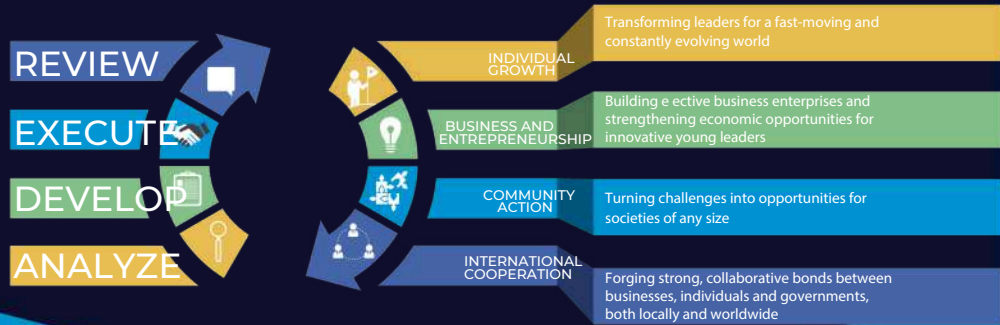 REVIEW
EXECUTE
DEVELOP
ANALYZE
INDIVIDUAL
GROWTH
Transforming leaders for a fast-moving and
constantly evolving world
BUSINESS AND
ENTREPRENEURSHIP
Building e ective business enterprises and
strengthening economic opportunities for
innovative young leaders
COMMUNITY
ACTION
Turning challenges into opportunities for
societies of any size
INTERNATIONAL
COOPERATION
Forging strong, collaborative bonds between
businesses, individuals and governments,
both locally and worldwide